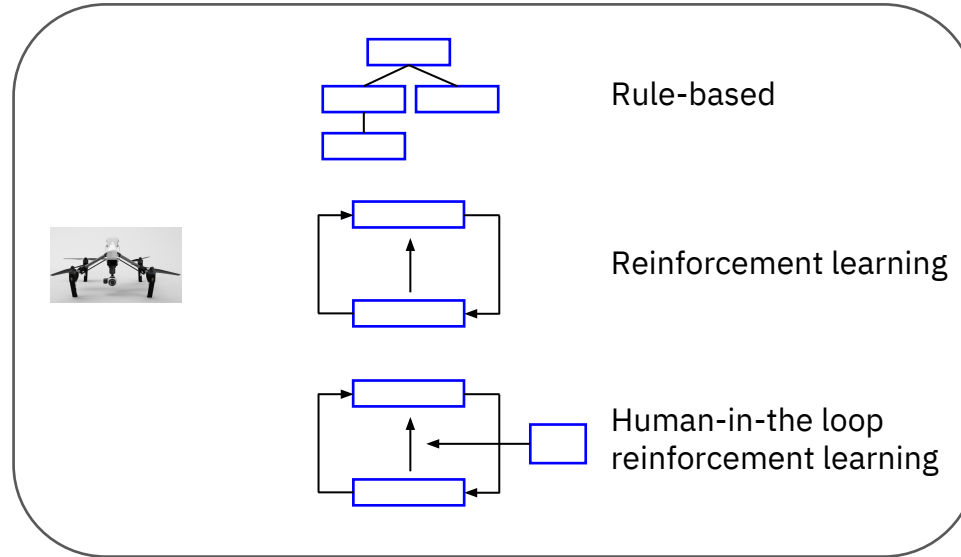 Rule-based
Reinforcement learning
Human-in-the loop
reinforcement learning